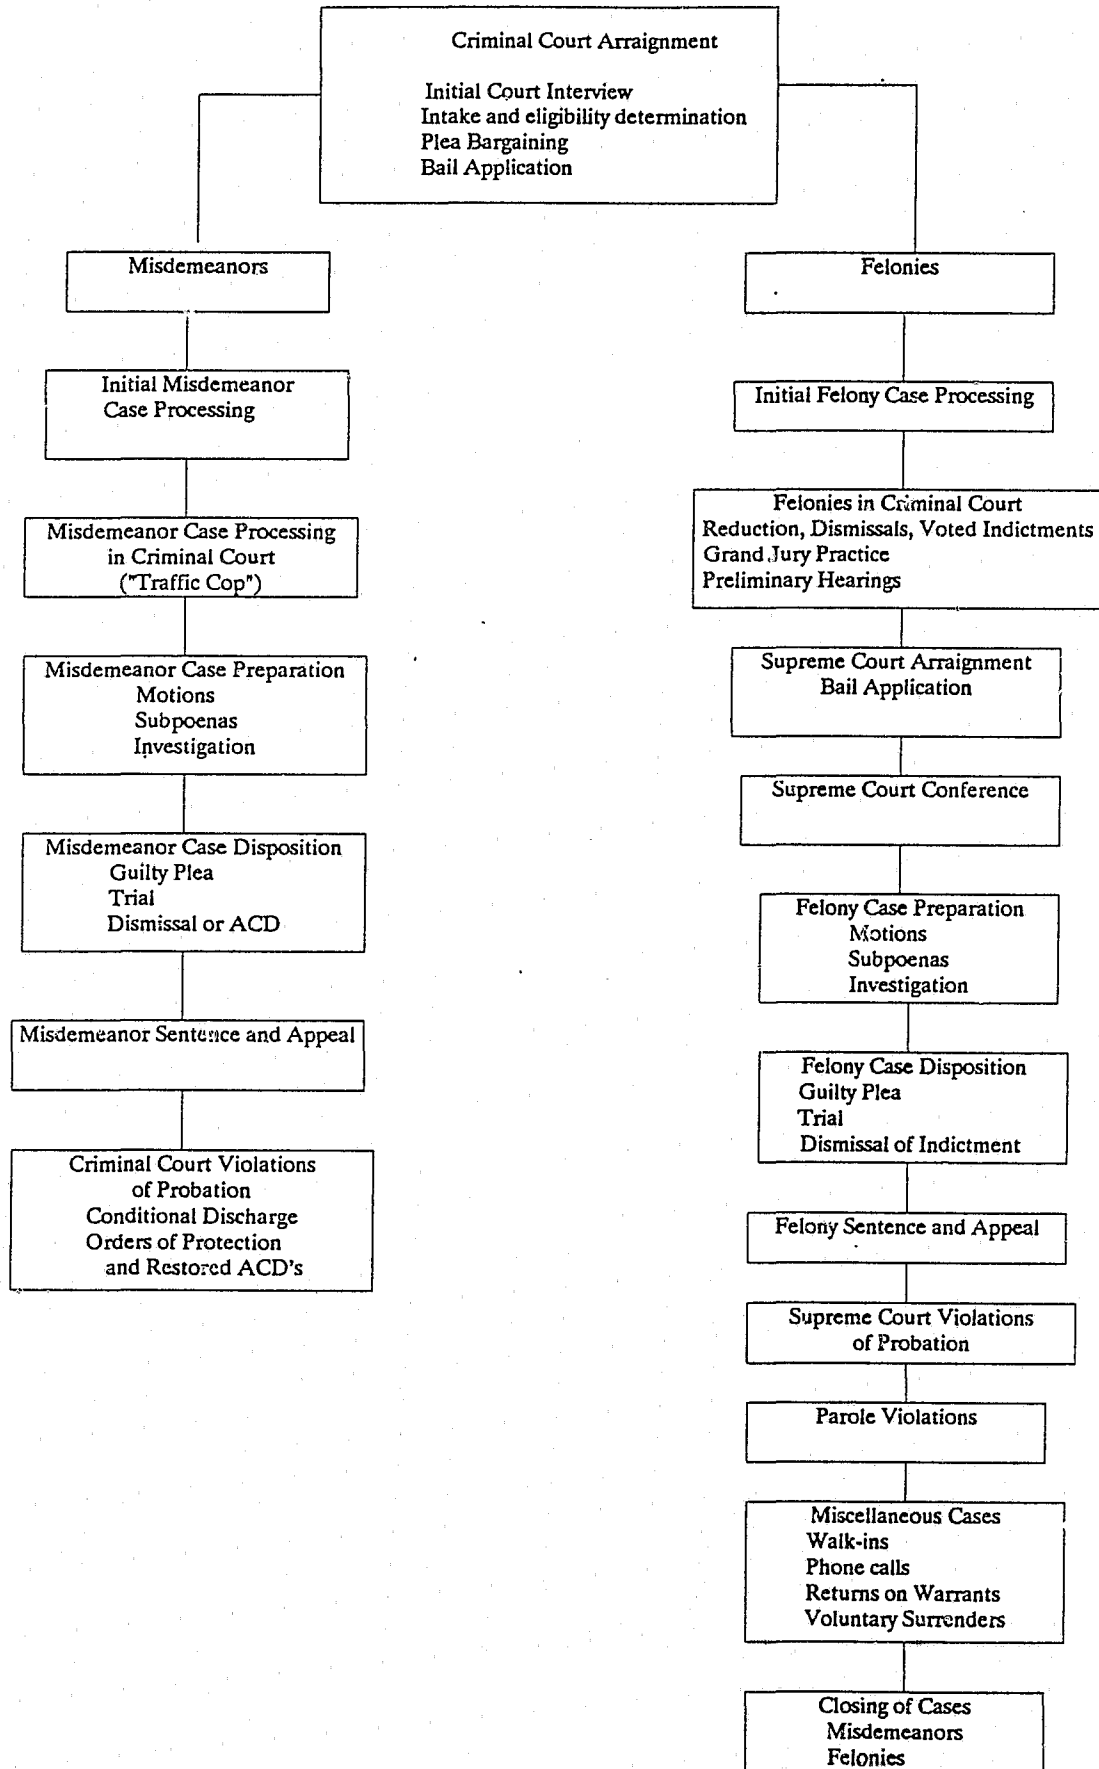 Criminal Court Arraignment
Initial Court Interview
Intake and eligibility determination
Plea Bargaining
Bail Application
Misdemeanors
Initial Misdemeanor
Case Processing
Misdemeanor Case Processing
in Criminal Court
("Traffic Cop")
Misdemeanor Case Preparation
Motions
Subpoenas
Investigation
Misdemeanor Case Disposition
Guilty Plea
Trial
Dismissal or ACD
Misdemeanor Sentence and Appeal
Criminal Court Violations
of Probation
Conditional Discharge
Orders of Protection
and Restored ACD's
Felonies
Initial Felony Case Processing
Felonies in Criminal Court
Reduction, Dismissals, Voted Indictments
Grand Jury Practice
Preliminary Hearings
Supreme Court Arraignment
Bail Application
Supreme Court Conference
Felony Case Preparation
Motions
Subpoenas
Investigation
Felony Case Disposition
Guilty Plea
Trial
Dismissal of Indictment
Felony Sentence and Appeal
Supreme Court Violations
of Probation
Parole Violations
Miscellaneous Cases
Walk-ins
Phone calls
Returns on Warrants
Voluntary Surrenders
Closing of Cases
Misdemeanors
Felonies